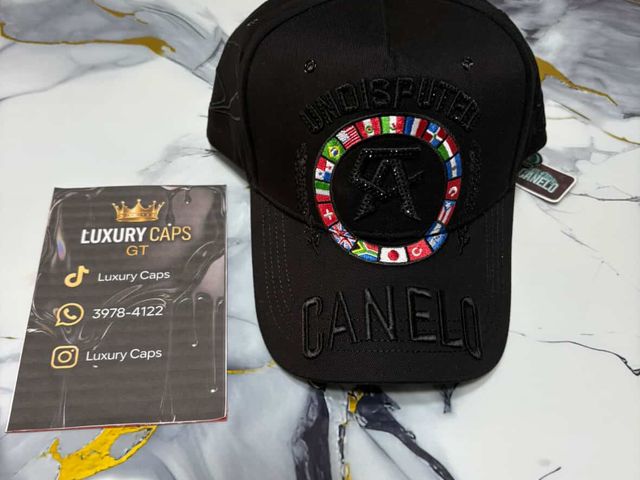 LUXURY CAPS
GT
Luxury Caps
3978-4122
Luxury Caps
UNDISPUTED
CANELO
CANELO